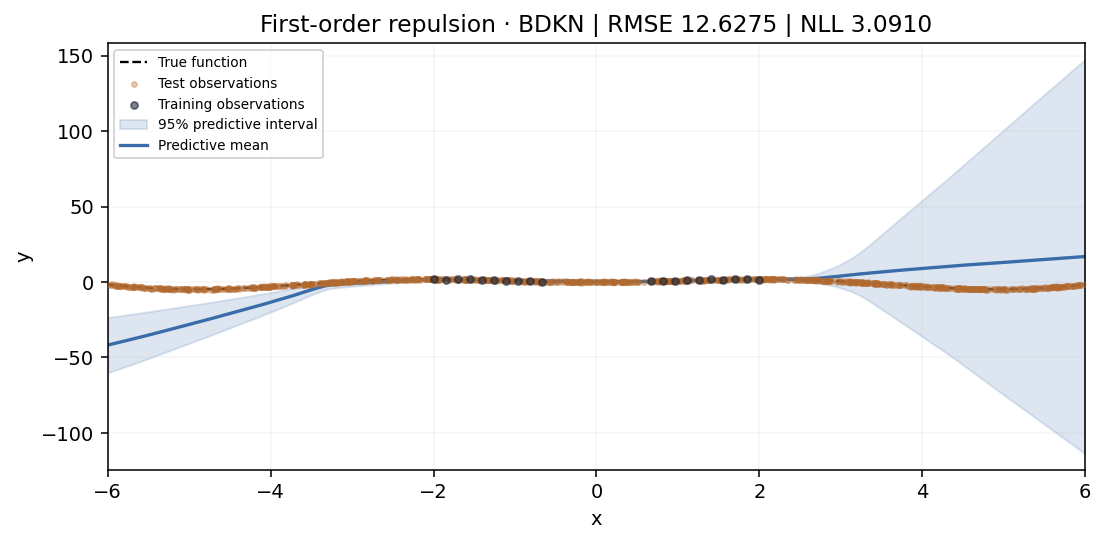 First-order repulsion · BDKN | RMSE 12.6275 | NLL 3.0910
True function
Test observations
Training observations
95% predictive interval
Predictive mean
150
100
50
0
−50
−100
y
−6
−4
−2
0
2
4
6
x